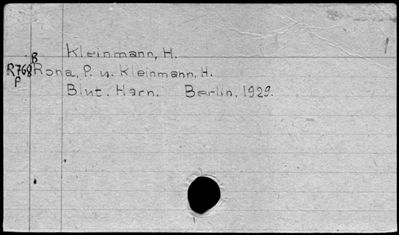 Kleinmann, H.
B
R768 Rona, P. u. Kleinmann, H.
P
Blut. Harn. Berlin, 1929.